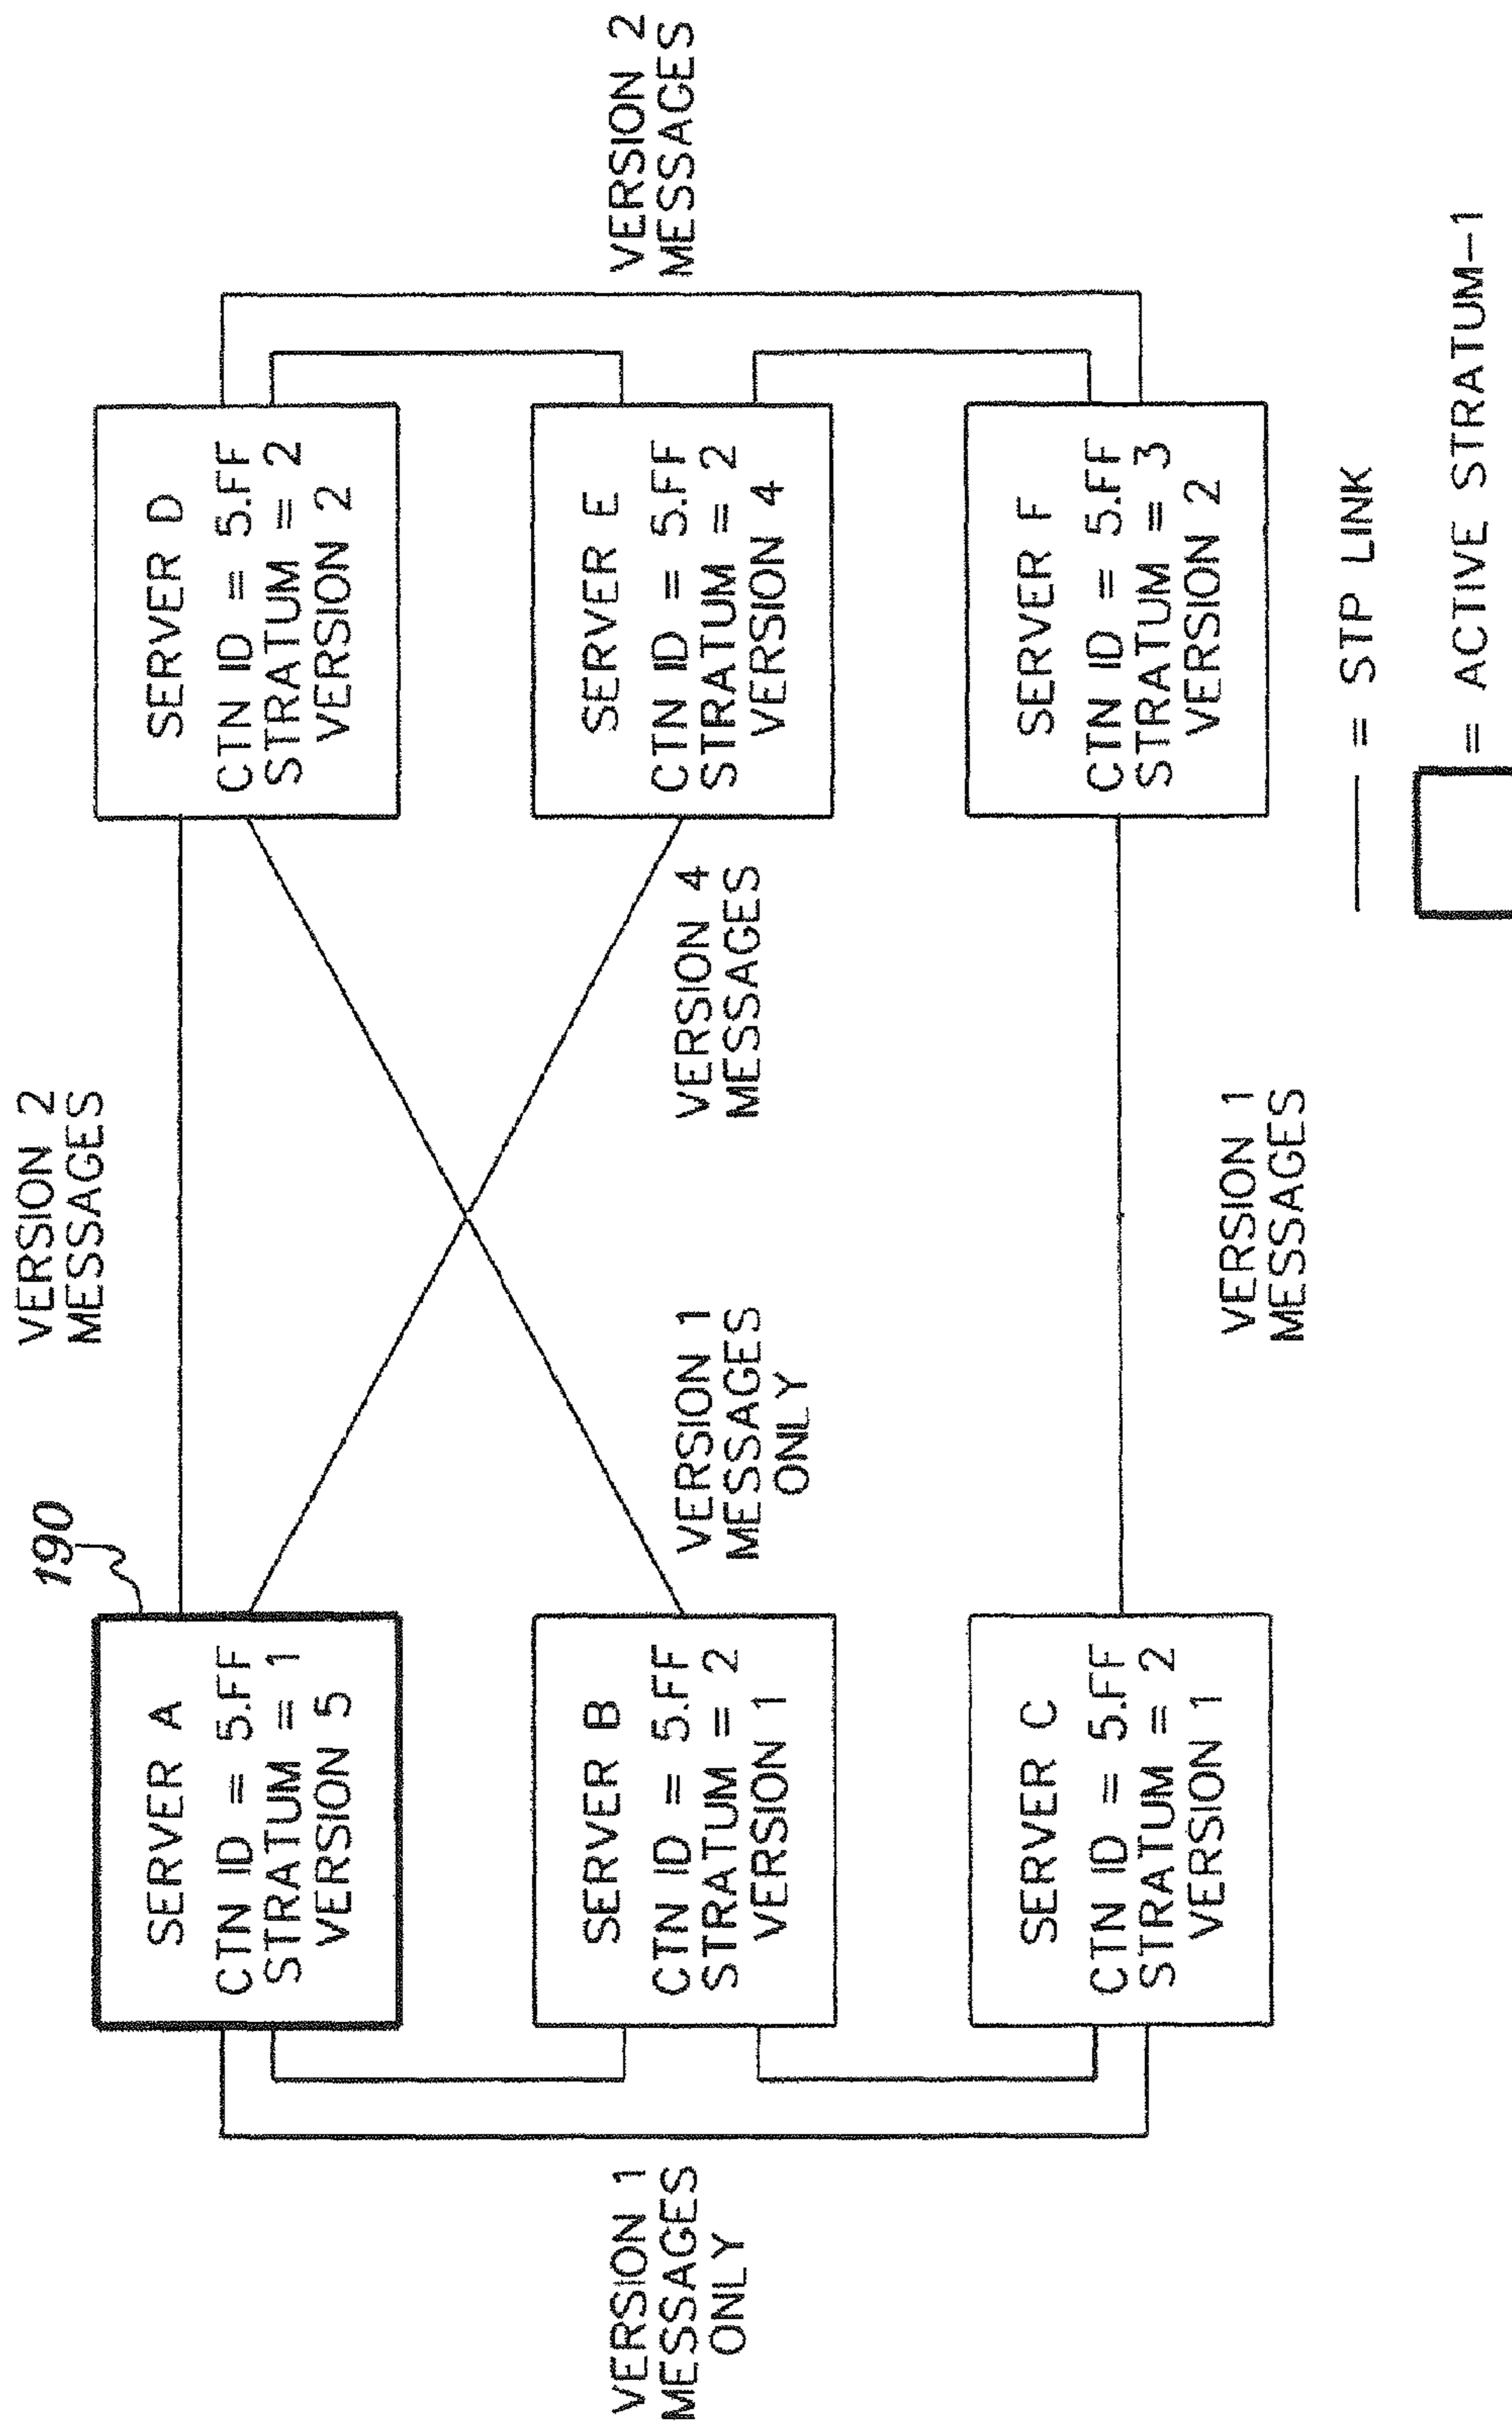 190
VERSION 2
MESSAGES
SERVER A
CTN ID = 5.FF
STRATUM = 1
VERSION 5
SERVER D
CTN ID = 5.FF
STRATUM = 2
VERSION 2
VERSION 1
MESSAGES
ONLY
SERVER B
CTN ID = 5.FF
STRATUM = 2
VERSION 1
VERSION 1
MESSAGES
ONLY
VERSION 4
MESSAGES
SERVER E
CTN ID = 5.FF
STRATUM = 2
VERSION 4
VERSION 2
MESSAGES
SERVER C
CTN ID = 5.FF
STRATUM = 2
VERSION 1
VERSION 1
MESSAGES
SERVER F
CTN ID = 5.FF
STRATUM = 3
VERSION 2
= STP LINK
= ACTIVE STRATUM-1